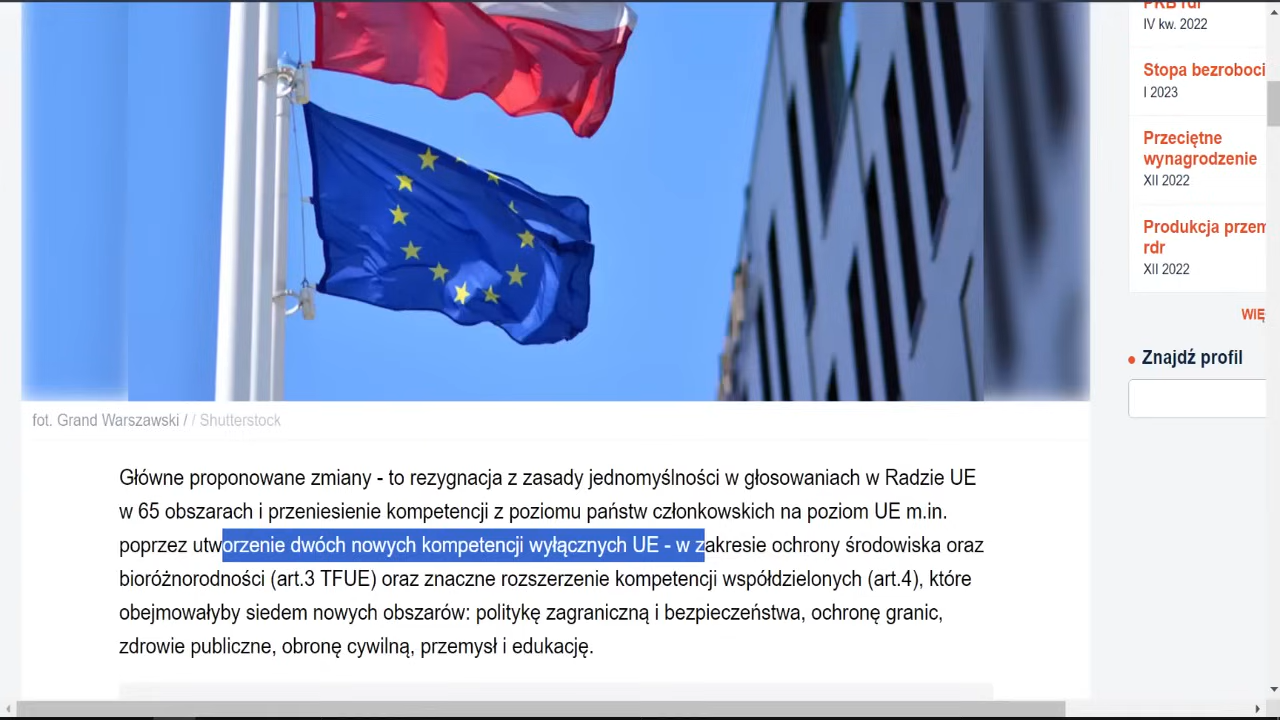 PKB rdr
IV kw. 2022
Stopa bezroboci
I 2023
Przeciętne
wynagrodzenie
XII 2022
Produkcja przem
rdr
XII 2022
WIĘ
Znajdź profil
fot. Grand Warszawski / / Shutterstock
Główne proponowane zmiany - to rezygnacja z zasady jednomyślności w głosowaniach w Radzie UE
w 65 obszarach i przeniesienie kompetencji z poziomu państw członkowskich na poziom UE m.in.
poprzez utworzenie dwóch nowych kompetencji wyłącznych UE - w zakresie ochrony środowiska oraz
bioróżnorodności (art.3 TFUE) oraz znaczne rozszerzenie kompetencji współdzielonych (art.4), które
obejmowałyby siedem nowych obszarów: politykę zagraniczną i bezpieczeństwa, ochronę granic,
zdrowie publiczne, obronę cywilną, przemysł i edukację.